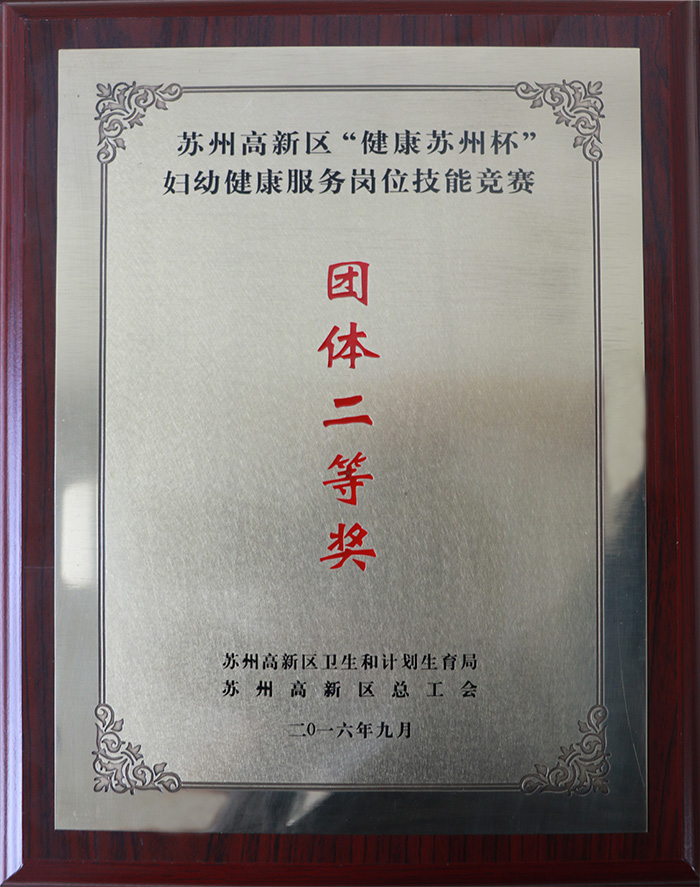 苏州高新区“健康苏州杯”
妇幼健康服务岗位技能竞赛
团体二等奖
苏州高新区卫生和计划生育局
苏州高新区总工会
二〇一六年九月